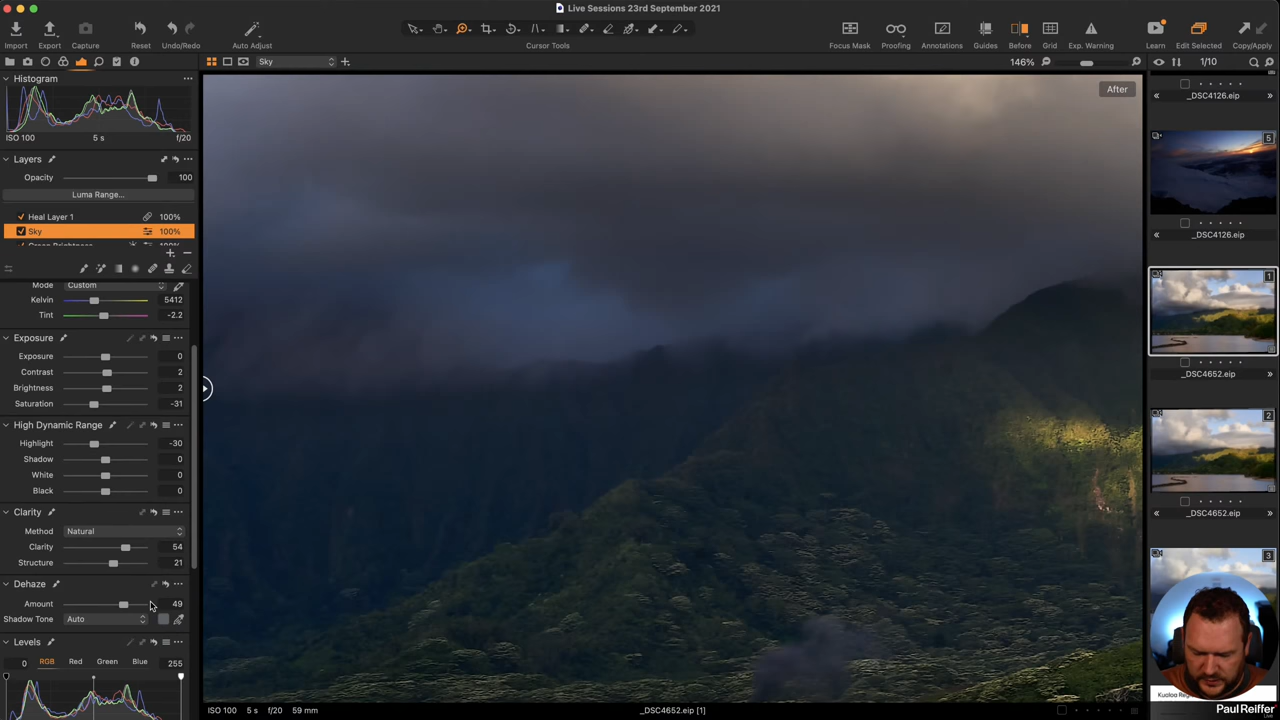 Live Sessions 23rd September 2021
Import Export Capture Reset Undo/Redo Auto Adjust Cursor Tools Focus Mask Proofing Annotations Guides Before Grid Exp. Warning Learn Edit Selected Copy/Apply
Sky 146% 1/10
Histogram
After
ISO 100 5 s f/20
_DSC4126.eip
Layers
Opacity 100
Luma Range...
5
Heal Layer 1 100%
Sky 100%
_DSC4126.eip
Mode Custom
Kelvin 5412
Tint -2.2
1
Exposure
Exposure 0
Contrast 2
_DSC4652.eip
Brightness 2
Saturation -31
2
High Dynamic Range
Highlight -30
Shadow 0
White 0
Black 0
Clarity
_DSC4652.eip
Method Natural
Clarity 54
3
Structure 21
Dehaze
Amount 49
Shadow Tone Auto
Levels
0 RGB Red Green Blue 255
ISO 100 5 s f/20 59 mm
_DSC4652.eip [1]
Paul Reiffer
Live